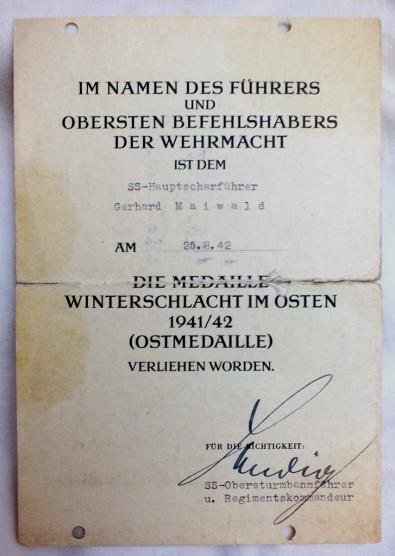 IM NAMEN DES FÜHRERS
UND
OBERSTEN BEFEHLSHABERS
DER WEHRMACHT
IST DEM
SS-Hauptscharführer
Gerhard M a i w a l d
AM 25.8.42
DIE MEDAILLE
WINTERSCHLACHT IM OSTEN
1941/42
(OSTMEDAILLE)
VERLIEHEN WORDEN.
FÜR DIE RICHTIGKEIT:
SS-Obersturmbannführer
u. Regimentskommandeur